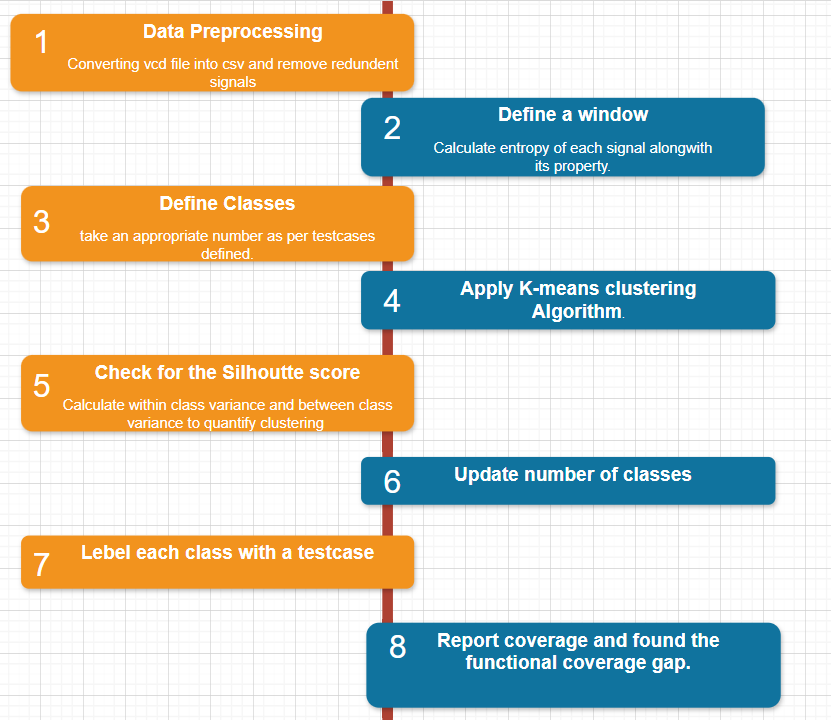 1
Data Preprocessing
Converting vcd file into csv and remove redundent
signals
2
Define a window
Calculate entropy of each signal alongwith
its property.
3
Define Classes
take an appropriate number as per testcases
defined.
4
Apply K-means clustering
Algorithm.
5
Check for the Silhoutte score
Calculate within class variance and between class
variance to quantify clustering
6
Update number of classes
7
Lebel each class with a testcase
8
Report coverage and found the
functional coverage gap.